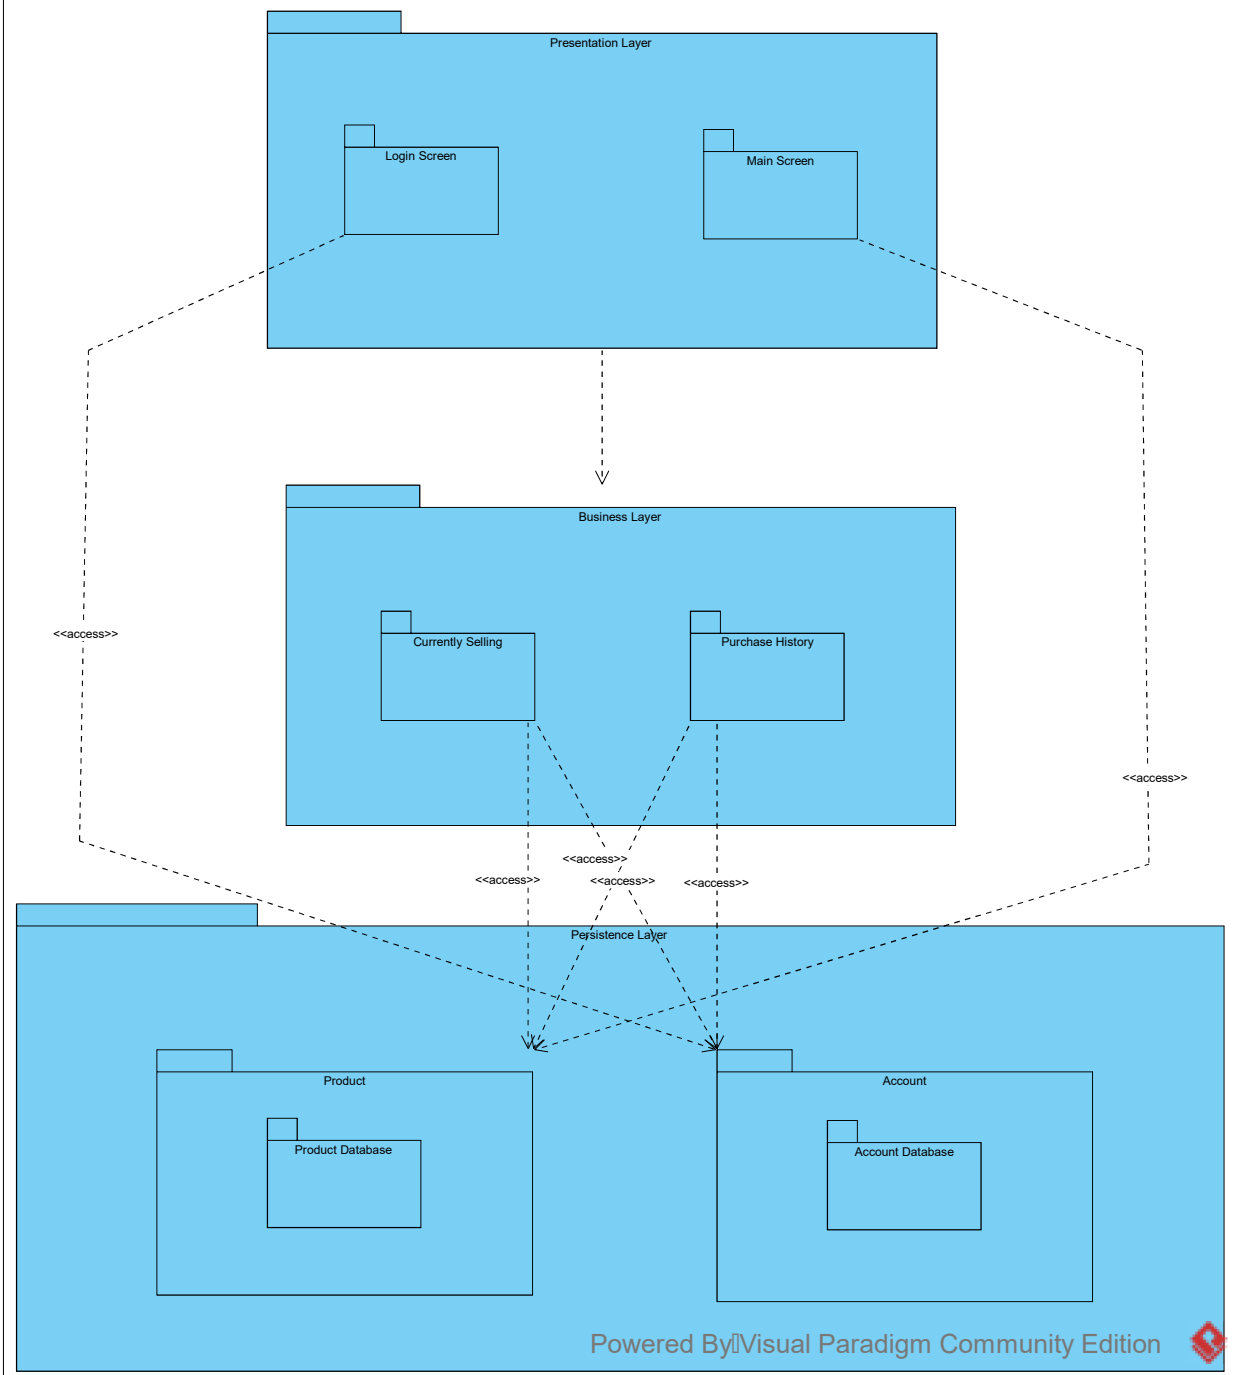 Presentation Layer
Login Screen
Main Screen
Business Layer
<<access>>
Currently Selling
Purchase History
<<access>>
<<access>>
<<access>>
<<access>>
<<access>>
Persistence Layer
Product
Account
Product Database
Account Database
Powered By▯Visual Paradigm Community Edition